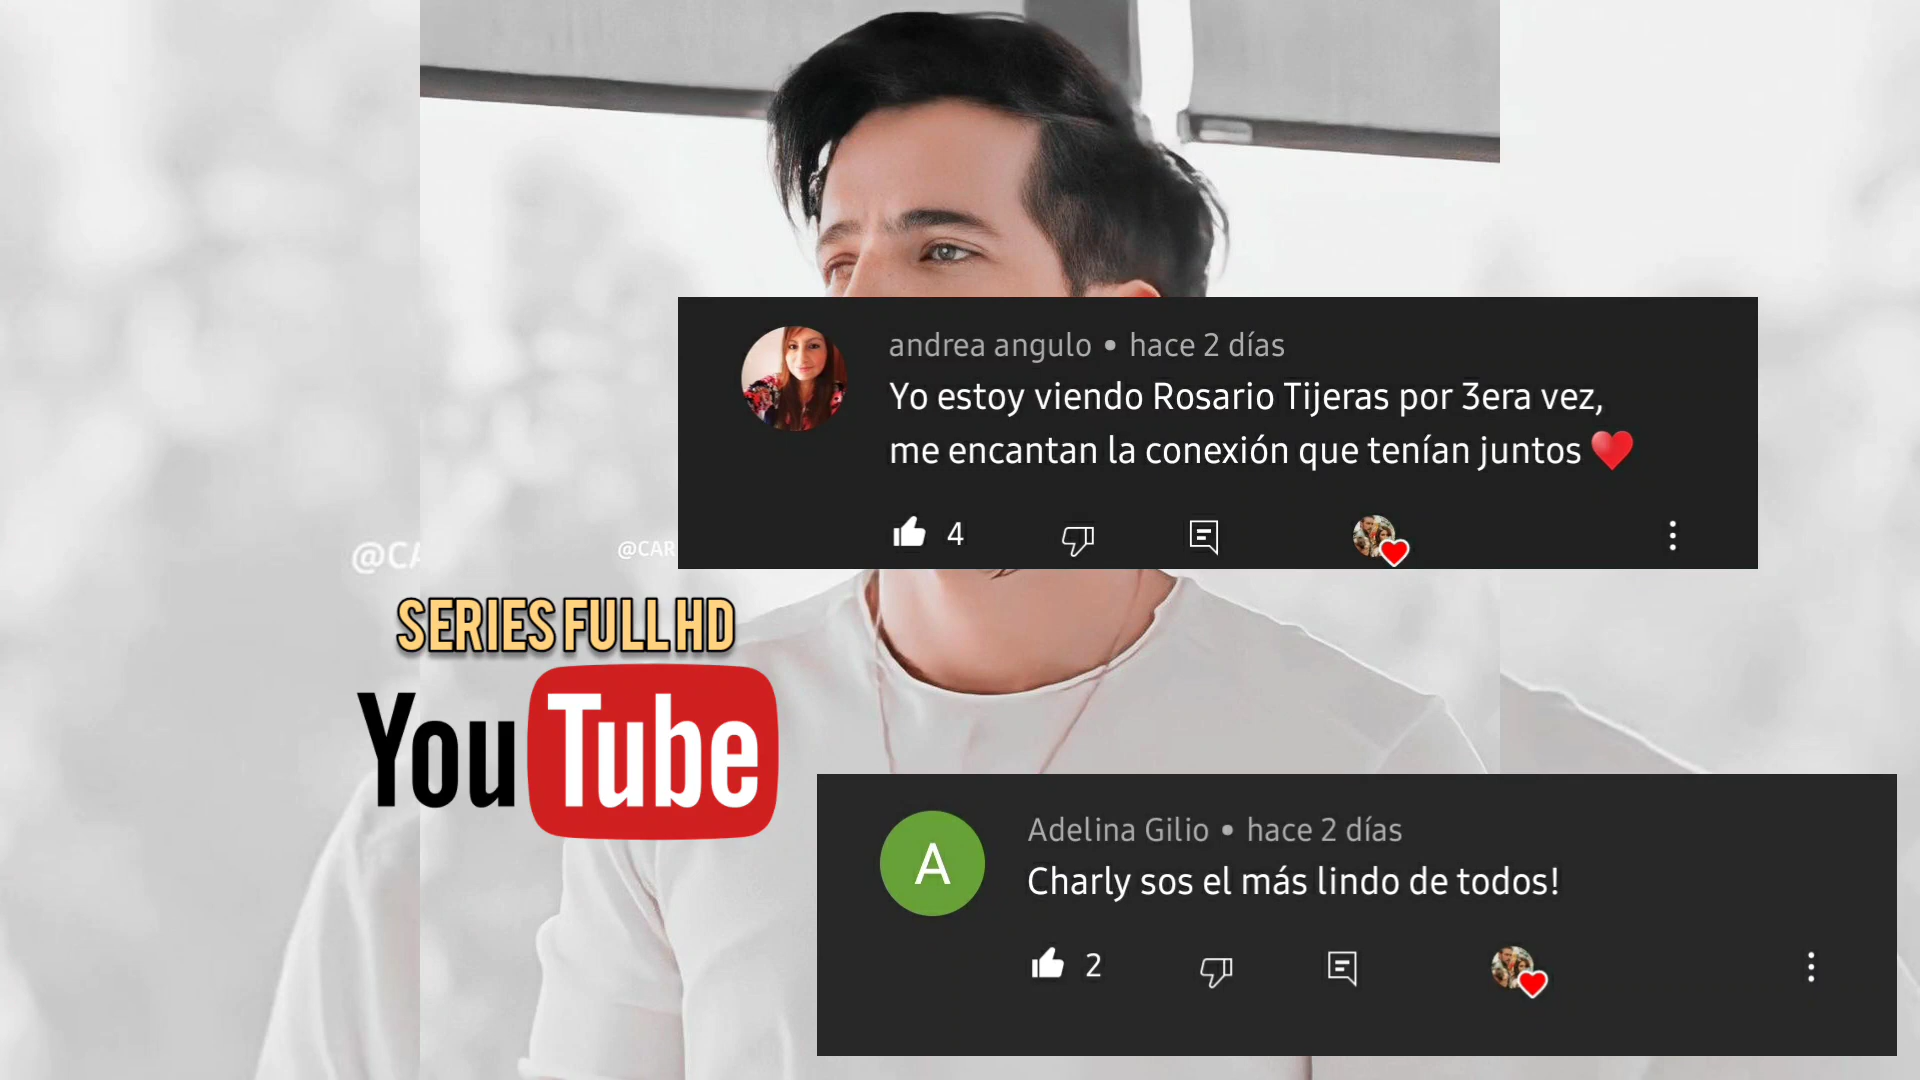 andrea angulo • hace 2 días
Yo estoy viendo Rosario Tijeras por 3era vez,
me encantan la conexión que tenían juntos ❤️
4
@CA
@CAR
SERIES FULL HD
YouTube
A
Adelina Gilio • hace 2 días
Charly sos el más lindo de todos!
2